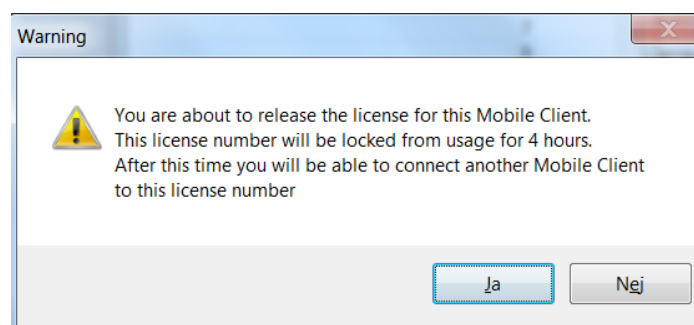 Warning
You are about to release the license for this Mobile Client.
This license number will be locked from usage for 4 hours.
After this time you will be able to connect another Mobile Client
to this license number
Ja
Nej